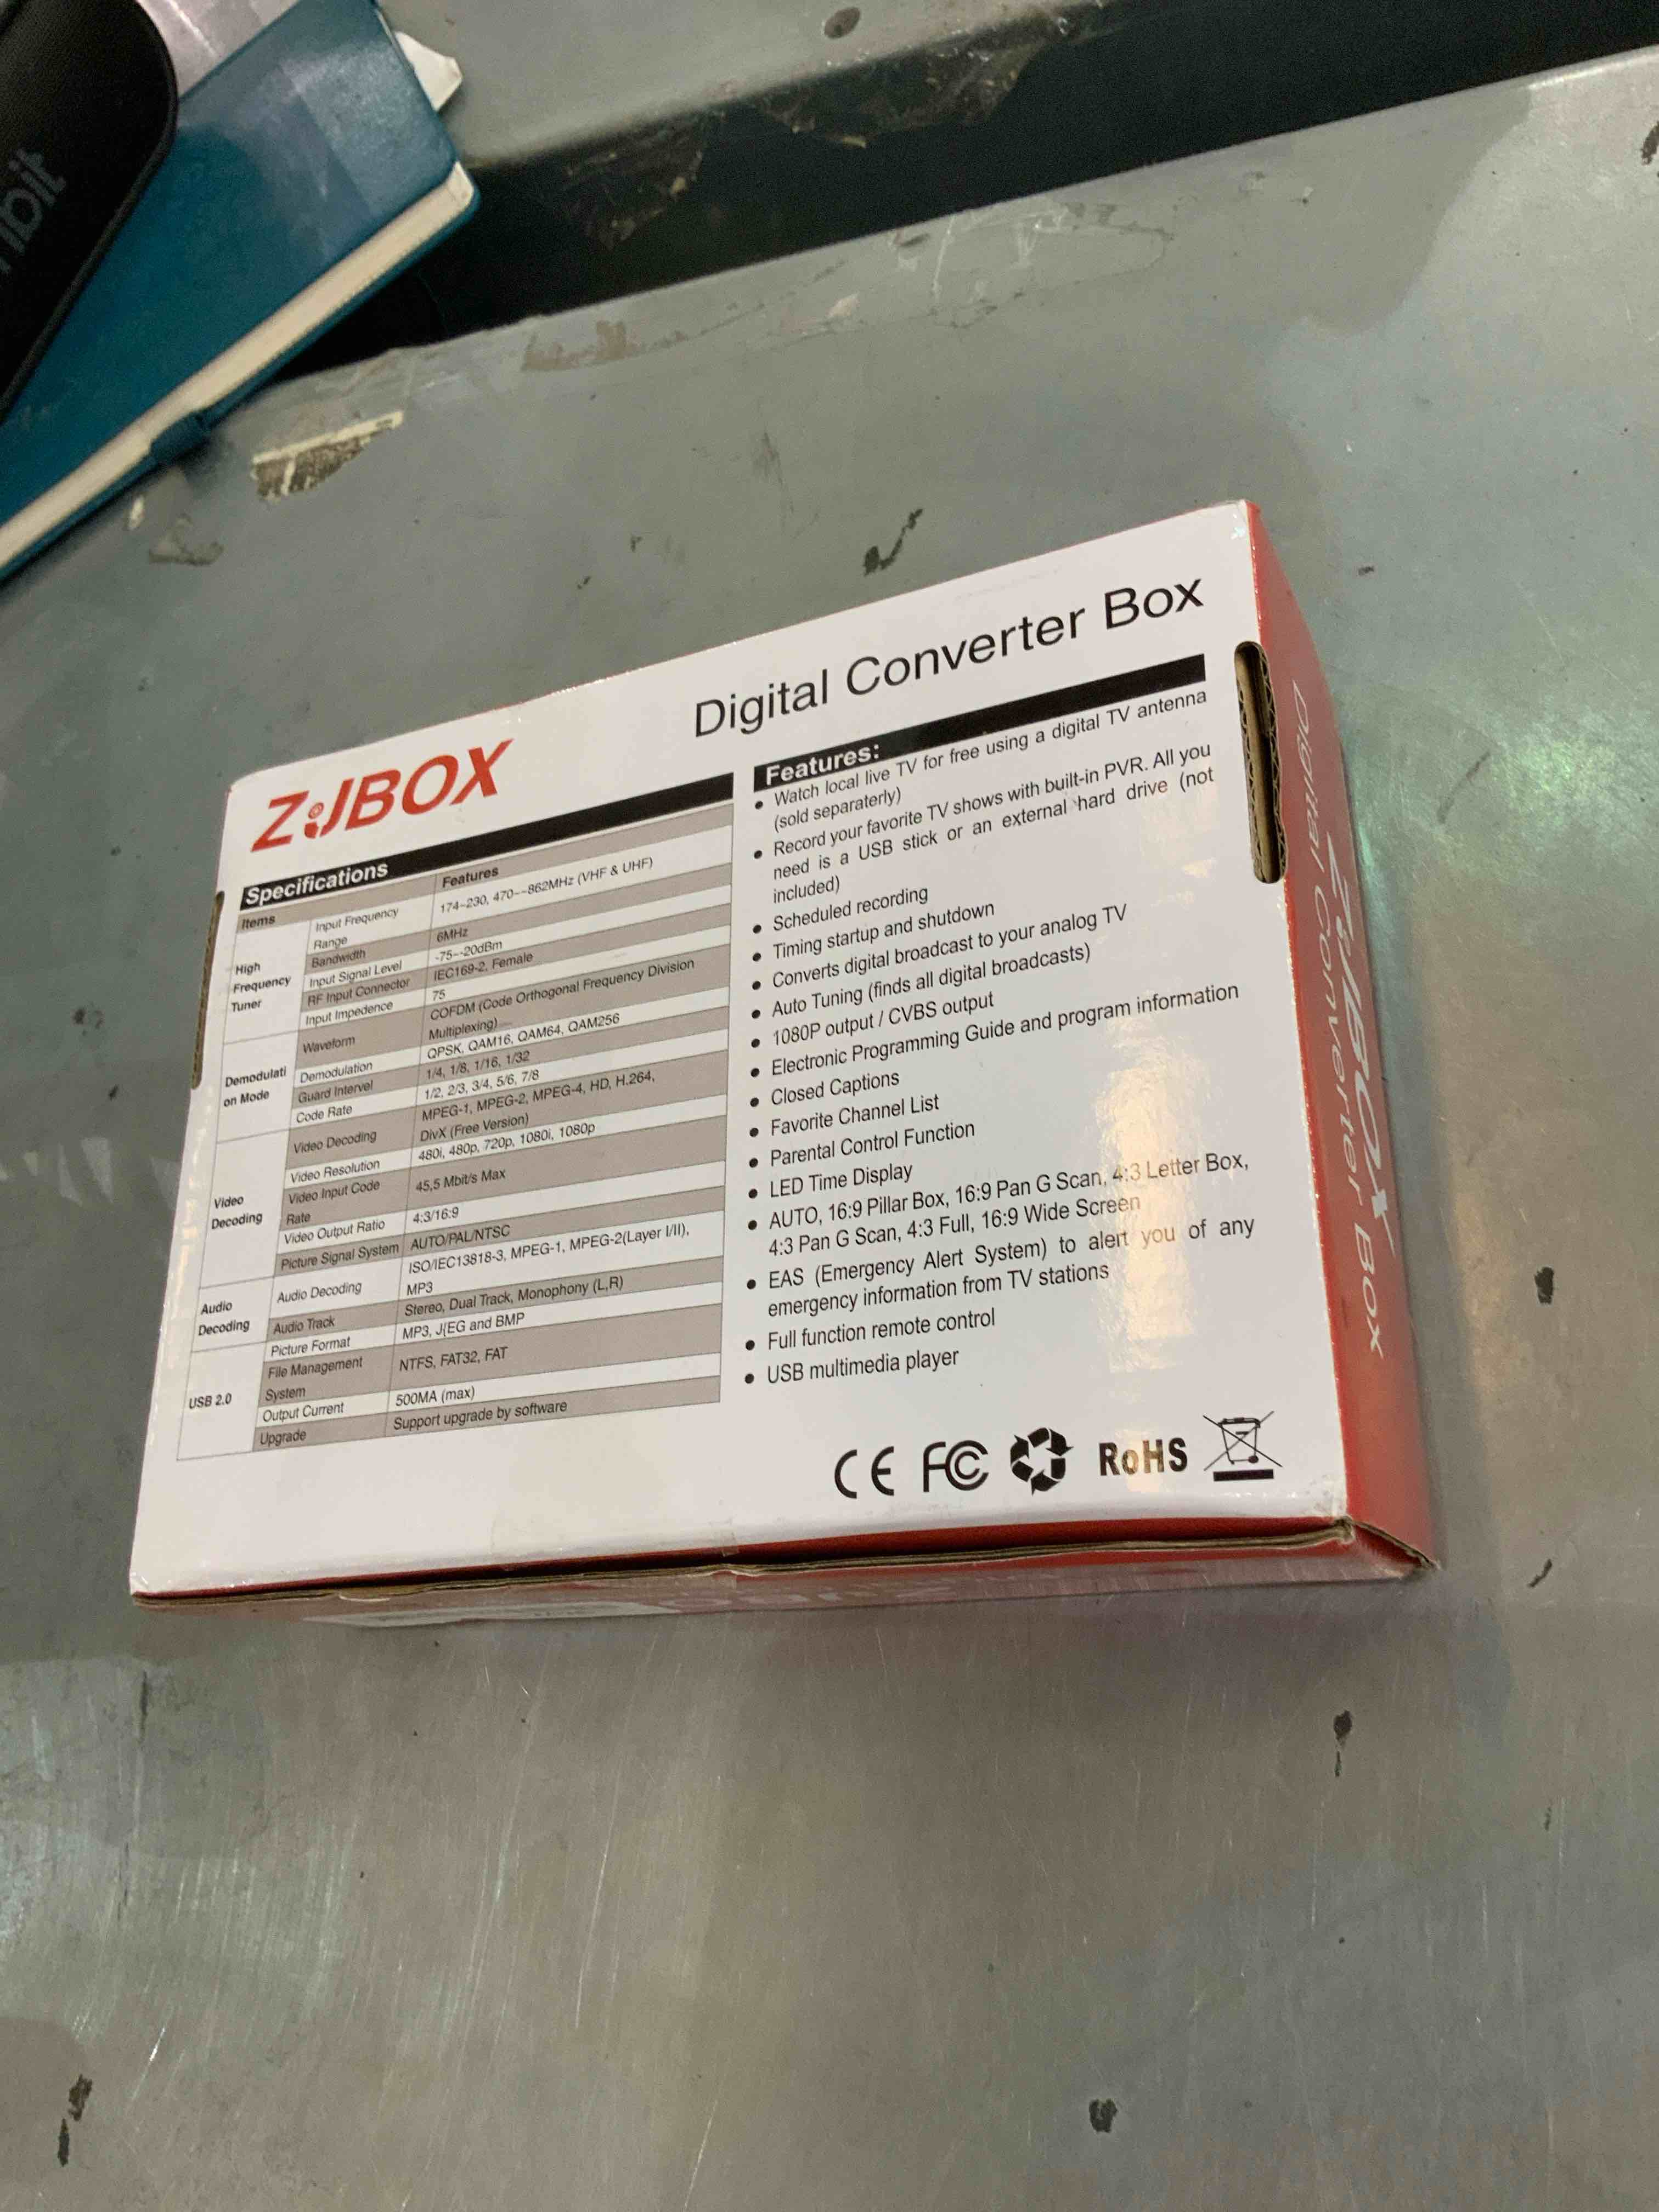 nbit
ZIJBOX
Digital Converter Box
Specifications
Items
Features
High
Frequency
Tuner
Input Frequency
Range
174~230, 470~~862MHz (VHF & UHF)
Bandwidth
6MHz
Input Signal Level
-75~-20dBm
RF Input Connector
IEC169-2, Female
Input Impedence
75
Demodulati
on Mode
Waveform
COFDM (Code Orthogonal Frequency Division
Multiplexing)
Demodulation
QPSK, QAM16, QAM64, QAM256
Guard Intervel
1/4, 1/8, 1/16, 1/32
Code Rate
1/2, 2/3, 3/4, 5/6, 7/8
Video
Decoding
Video Decoding
MPEG-1, MPEG-2, MPEG-4, HD, H.264,
DivX (Free Version)
Video Resolution
480i, 480p, 720p, 1080i, 1080p
Video Input Code
Rate
45,5 Mbit/s Max
Video Output Ratio
4:3/16:9
Picture Signal System
AUTO/PAL/NTSC
Audio
Decoding
Audio Decoding
ISO/IEC13818-3, MPEG-1, MPEG-2(Layer I/II),
MP3
Audio Track
Stereo, Dual Track, Monophony (L,R)
USB 2.0
Picture Format
MP3, J{EG and BMP
File Management
System
NTFS, FAT32, FAT
Output Current
500MA (max)
Upgrade
Support upgrade by software
Features:
• Watch local live TV for free using a digital TV antenna
(sold separaterly)
• Record your favorite TV shows with built-in PVR. All you
need is a USB stick or an external hard drive (not
included)
• Scheduled recording
• Timing startup and shutdown
• Converts digital broadcast to your analog TV
• Auto Tuning (finds all digital broadcasts)
• 1080P output / CVBS output
• Electronic Programming Guide and program information
• Closed Captions
• Favorite Channel List
• Parental Control Function
• LED Time Display
• AUTO, 16:9 Pillar Box, 16:9 Pan G Scan, 4:3 Letter Box,
4:3 Pan G Scan, 4:3 Full, 16:9 Wide Screen
• EAS (Emergency Alert System) to alert you of any
emergency information from TV stations
• Full function remote control
• USB multimedia player
CE FC RoHS
ZIJBOX
Digital Converter Box